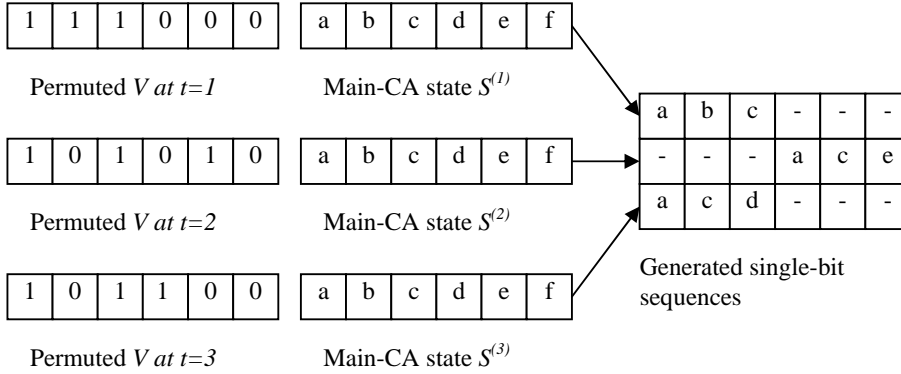 1 1 1 0 0 0 a b c d e f
Permuted V at t=1 Main-CA state S(1)
a b c - - -
1 0 1 0 1 0 a b c d e f - - - a c e
Permuted V at t=2 Main-CA state S(2)
a c d - - -
Generated single-bit
sequences
1 0 1 1 0 0 a b c d e f
Permuted V at t=3 Main-CA state S(3)